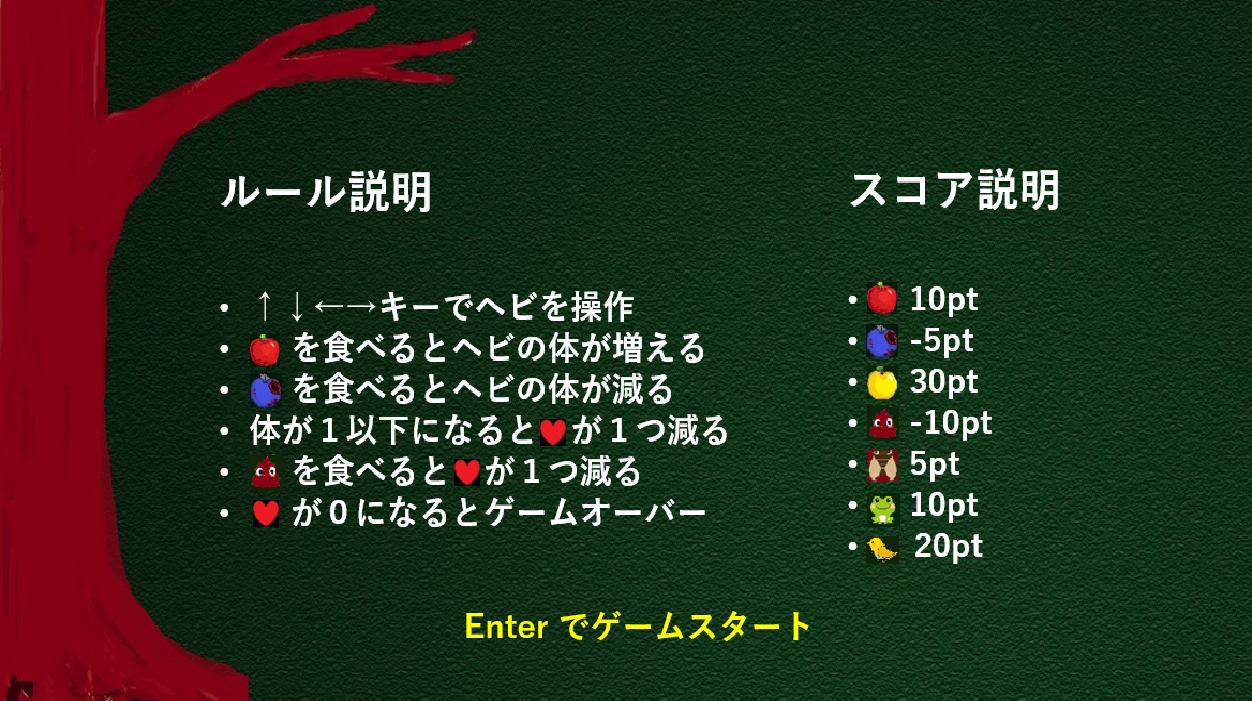 ルール説明
・ ↑↓←→キーでヘビを操作
・ を食べるとヘビの体が増える
・ を食べるとヘビの体が減る
・ 体が１以下になるとが１つ減る
・ を食べるとが１つ減る
・ が０になるとゲームオーバー
スコア説明
・ 10pt
・ -5pt
・ 30pt
・ -10pt
・ 5pt
・ 10pt
・ 20pt
Enter でゲームスタート